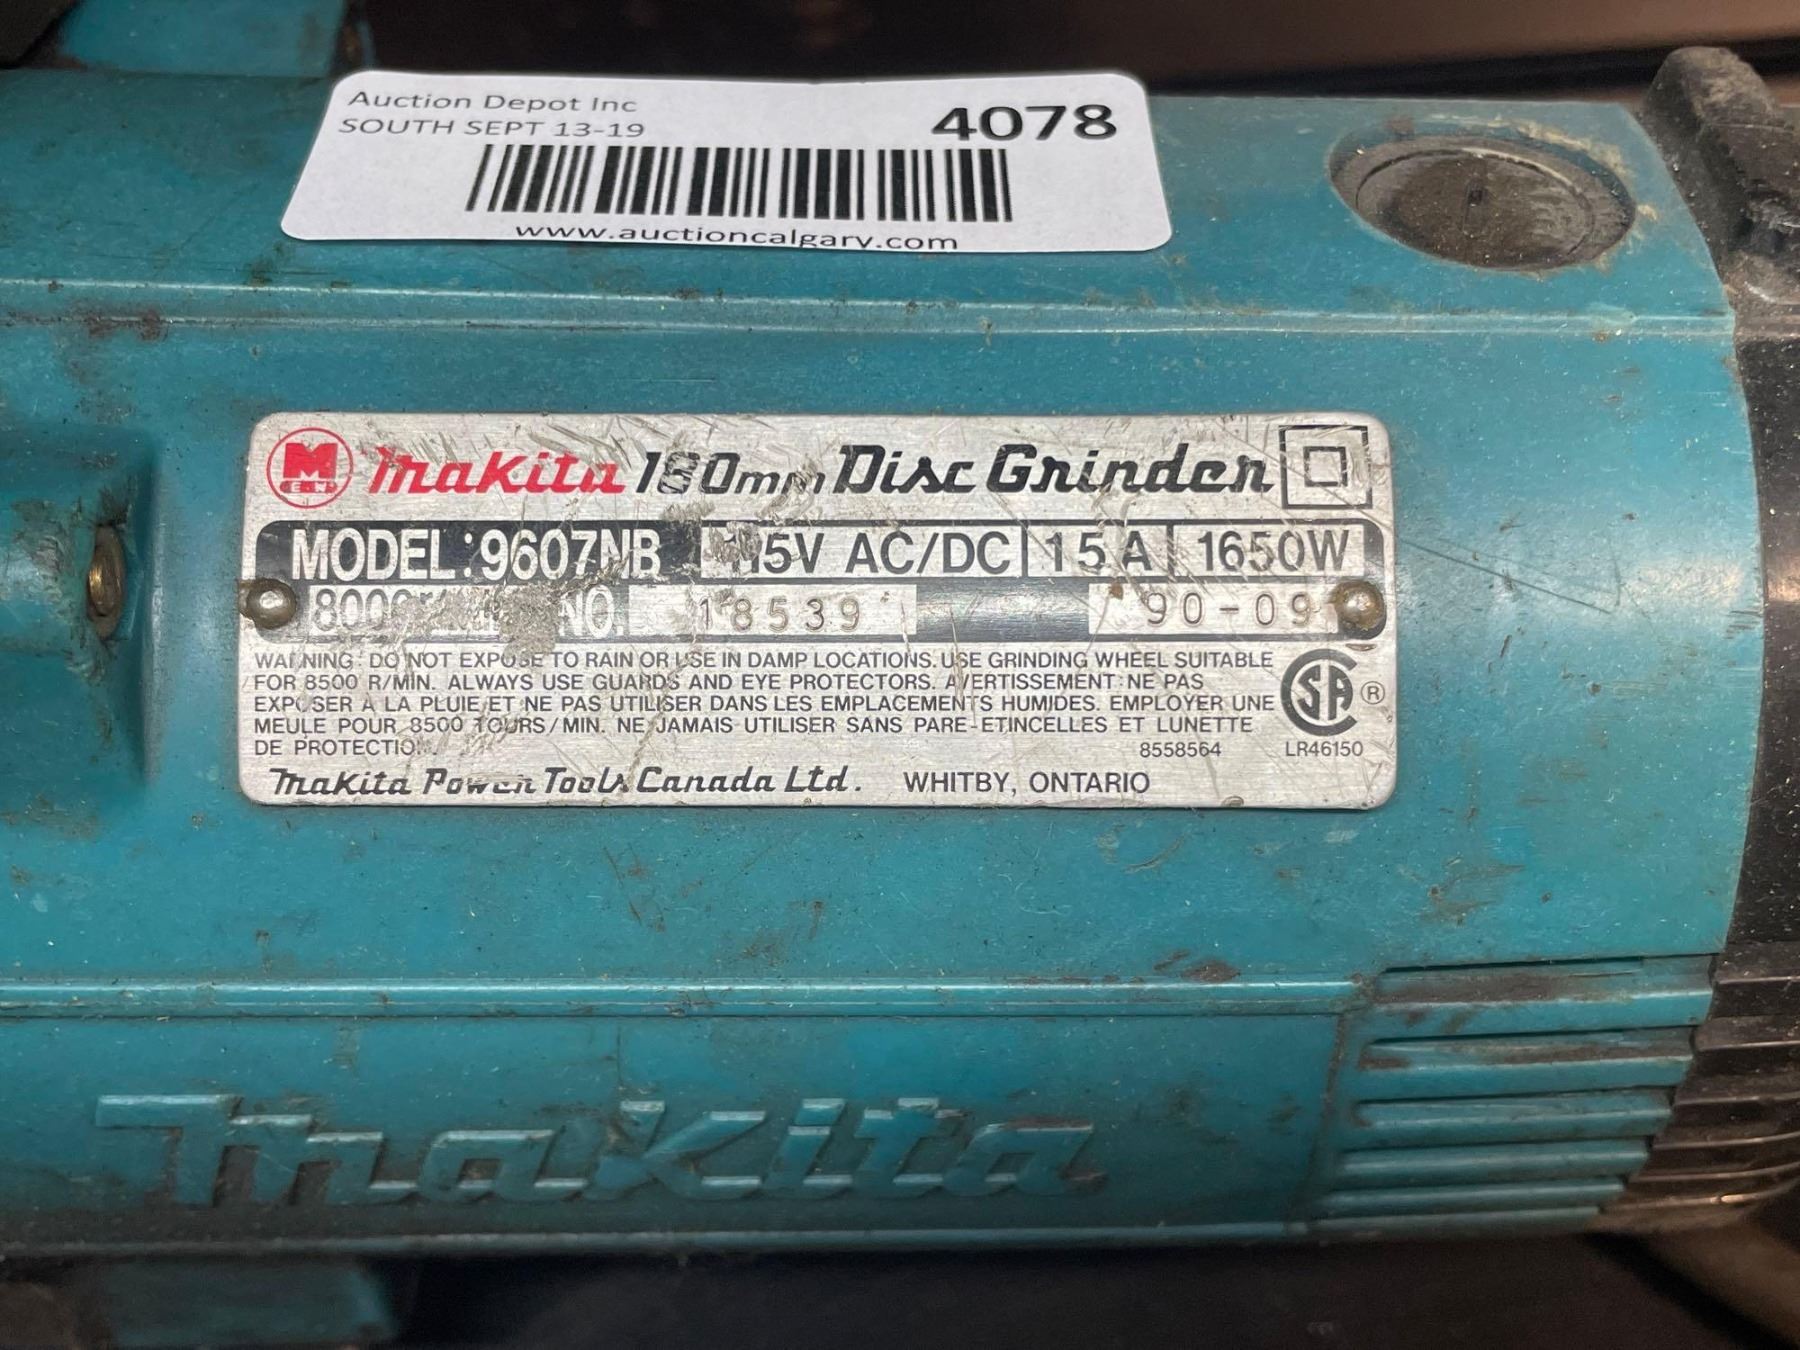 Auction Depot Inc
SOUTH SEPT 13-19
4078
www.auctioncalgary.com
M
Makita 180mm Disc Grinder
MODEL: 9607NB 115V AC/DC 15A 1650W
NO. 18539 90-09
WARNING: DO NOT EXPOSE TO RAIN OR USE IN DAMP LOCATIONS. USE GRINDING WHEEL SUITABLE
FOR 8500 R/MIN. ALWAYS USE GUARDS AND EYE PROTECTORS. AVERTISSEMENT: NE PAS
EXPOSER A LA PLUIE ET NE PAS UTILISER DANS LES EMPLACEMENTS HUMIDES. EMPLOYER UNE
MEULE POUR 8500 TOURS/MIN. NE JAMAIS UTILISER SANS PARE-ETINCELLES ET LUNETTE
DE PROTECTION. 8558564
SA ®
LR46150
Makita Power Tools Canada Ltd. WHITBY, ONTARIO
Makita